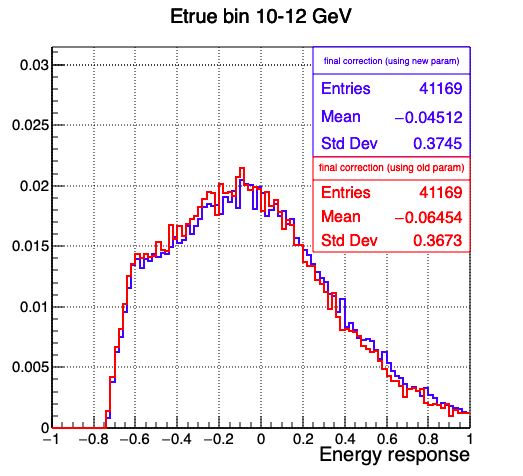 Etrue bin 10-12 GeV
final correction (using new param)
Entries 41169
Mean −0.04512
Std Dev 0.3745
final correction (using old param)
Entries 41169
Mean −0.06454
Std Dev 0.3673
0.03
0.025
0.02
0.015
0.01
0.005
0
−1 −0.8 −0.6 −0.4 −0.2 0 0.2 0.4 0.6 0.8 1
Energy response